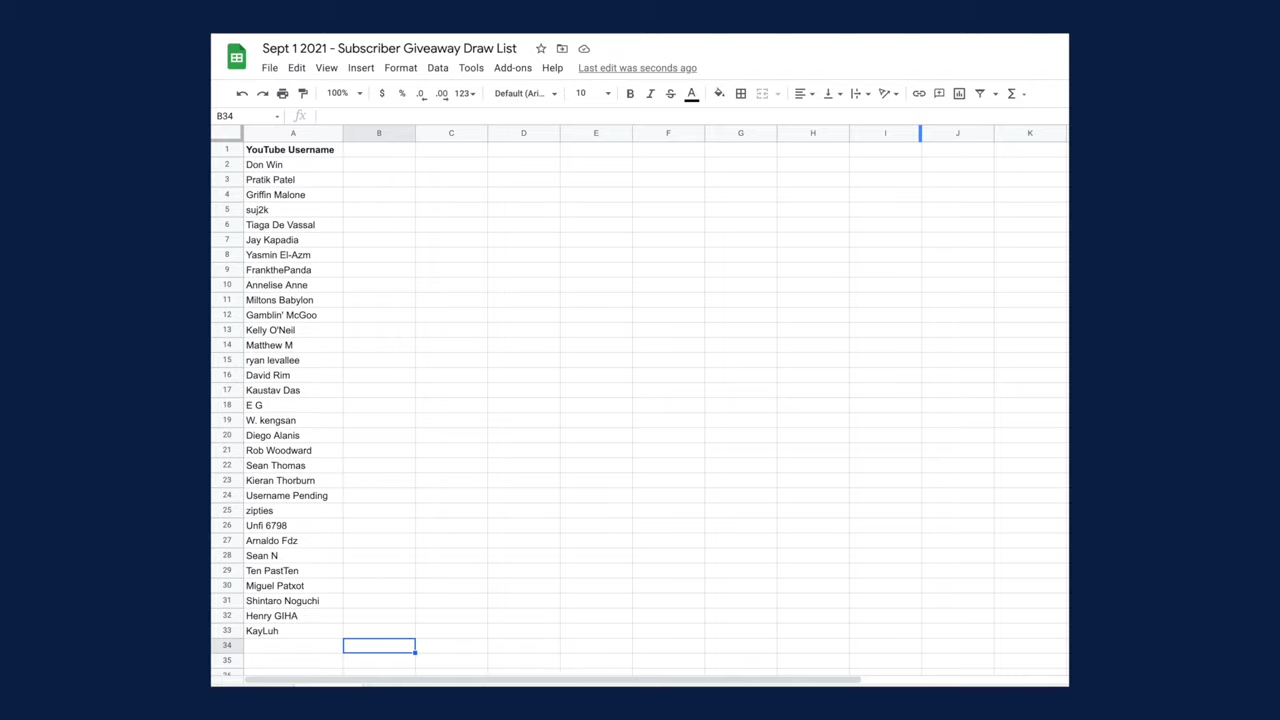 Sept 1 2021 - Subscriber Giveaway Draw List
File Edit View Insert Format Data Tools Add-ons Help Last edit was seconds ago
100% $ % .0 .00 123 Default (Ari... 10 B I S A Σ
B34 fx
A B C D E F G H I J K
1 YouTube Username
2 Don Win
3 Pratik Patel
4 Griffin Malone
5 suj2k
6 Tiaga De Vassal
7 Jay Kapadia
8 Yasmin El-Azm
9 FrankthePanda
10 Annelise Anne
11 Miltons Babylon
12 Gamblin' McGoo
13 Kelly O'Neil
14 Matthew M
15 ryan levallee
16 David Rim
17 Kaustav Das
18 E G
19 W. kengsan
20 Diego Alanis
21 Rob Woodward
22 Sean Thomas
23 Kieran Thorburn
24 Username Pending
25 zipties
26 Unfi 6798
27 Arnaldo Fdz
28 Sean N
29 Ten PastTen
30 Miguel Patxot
31 Shintaro Noguchi
32 Henry GIHA
33 KayLuh
34
35